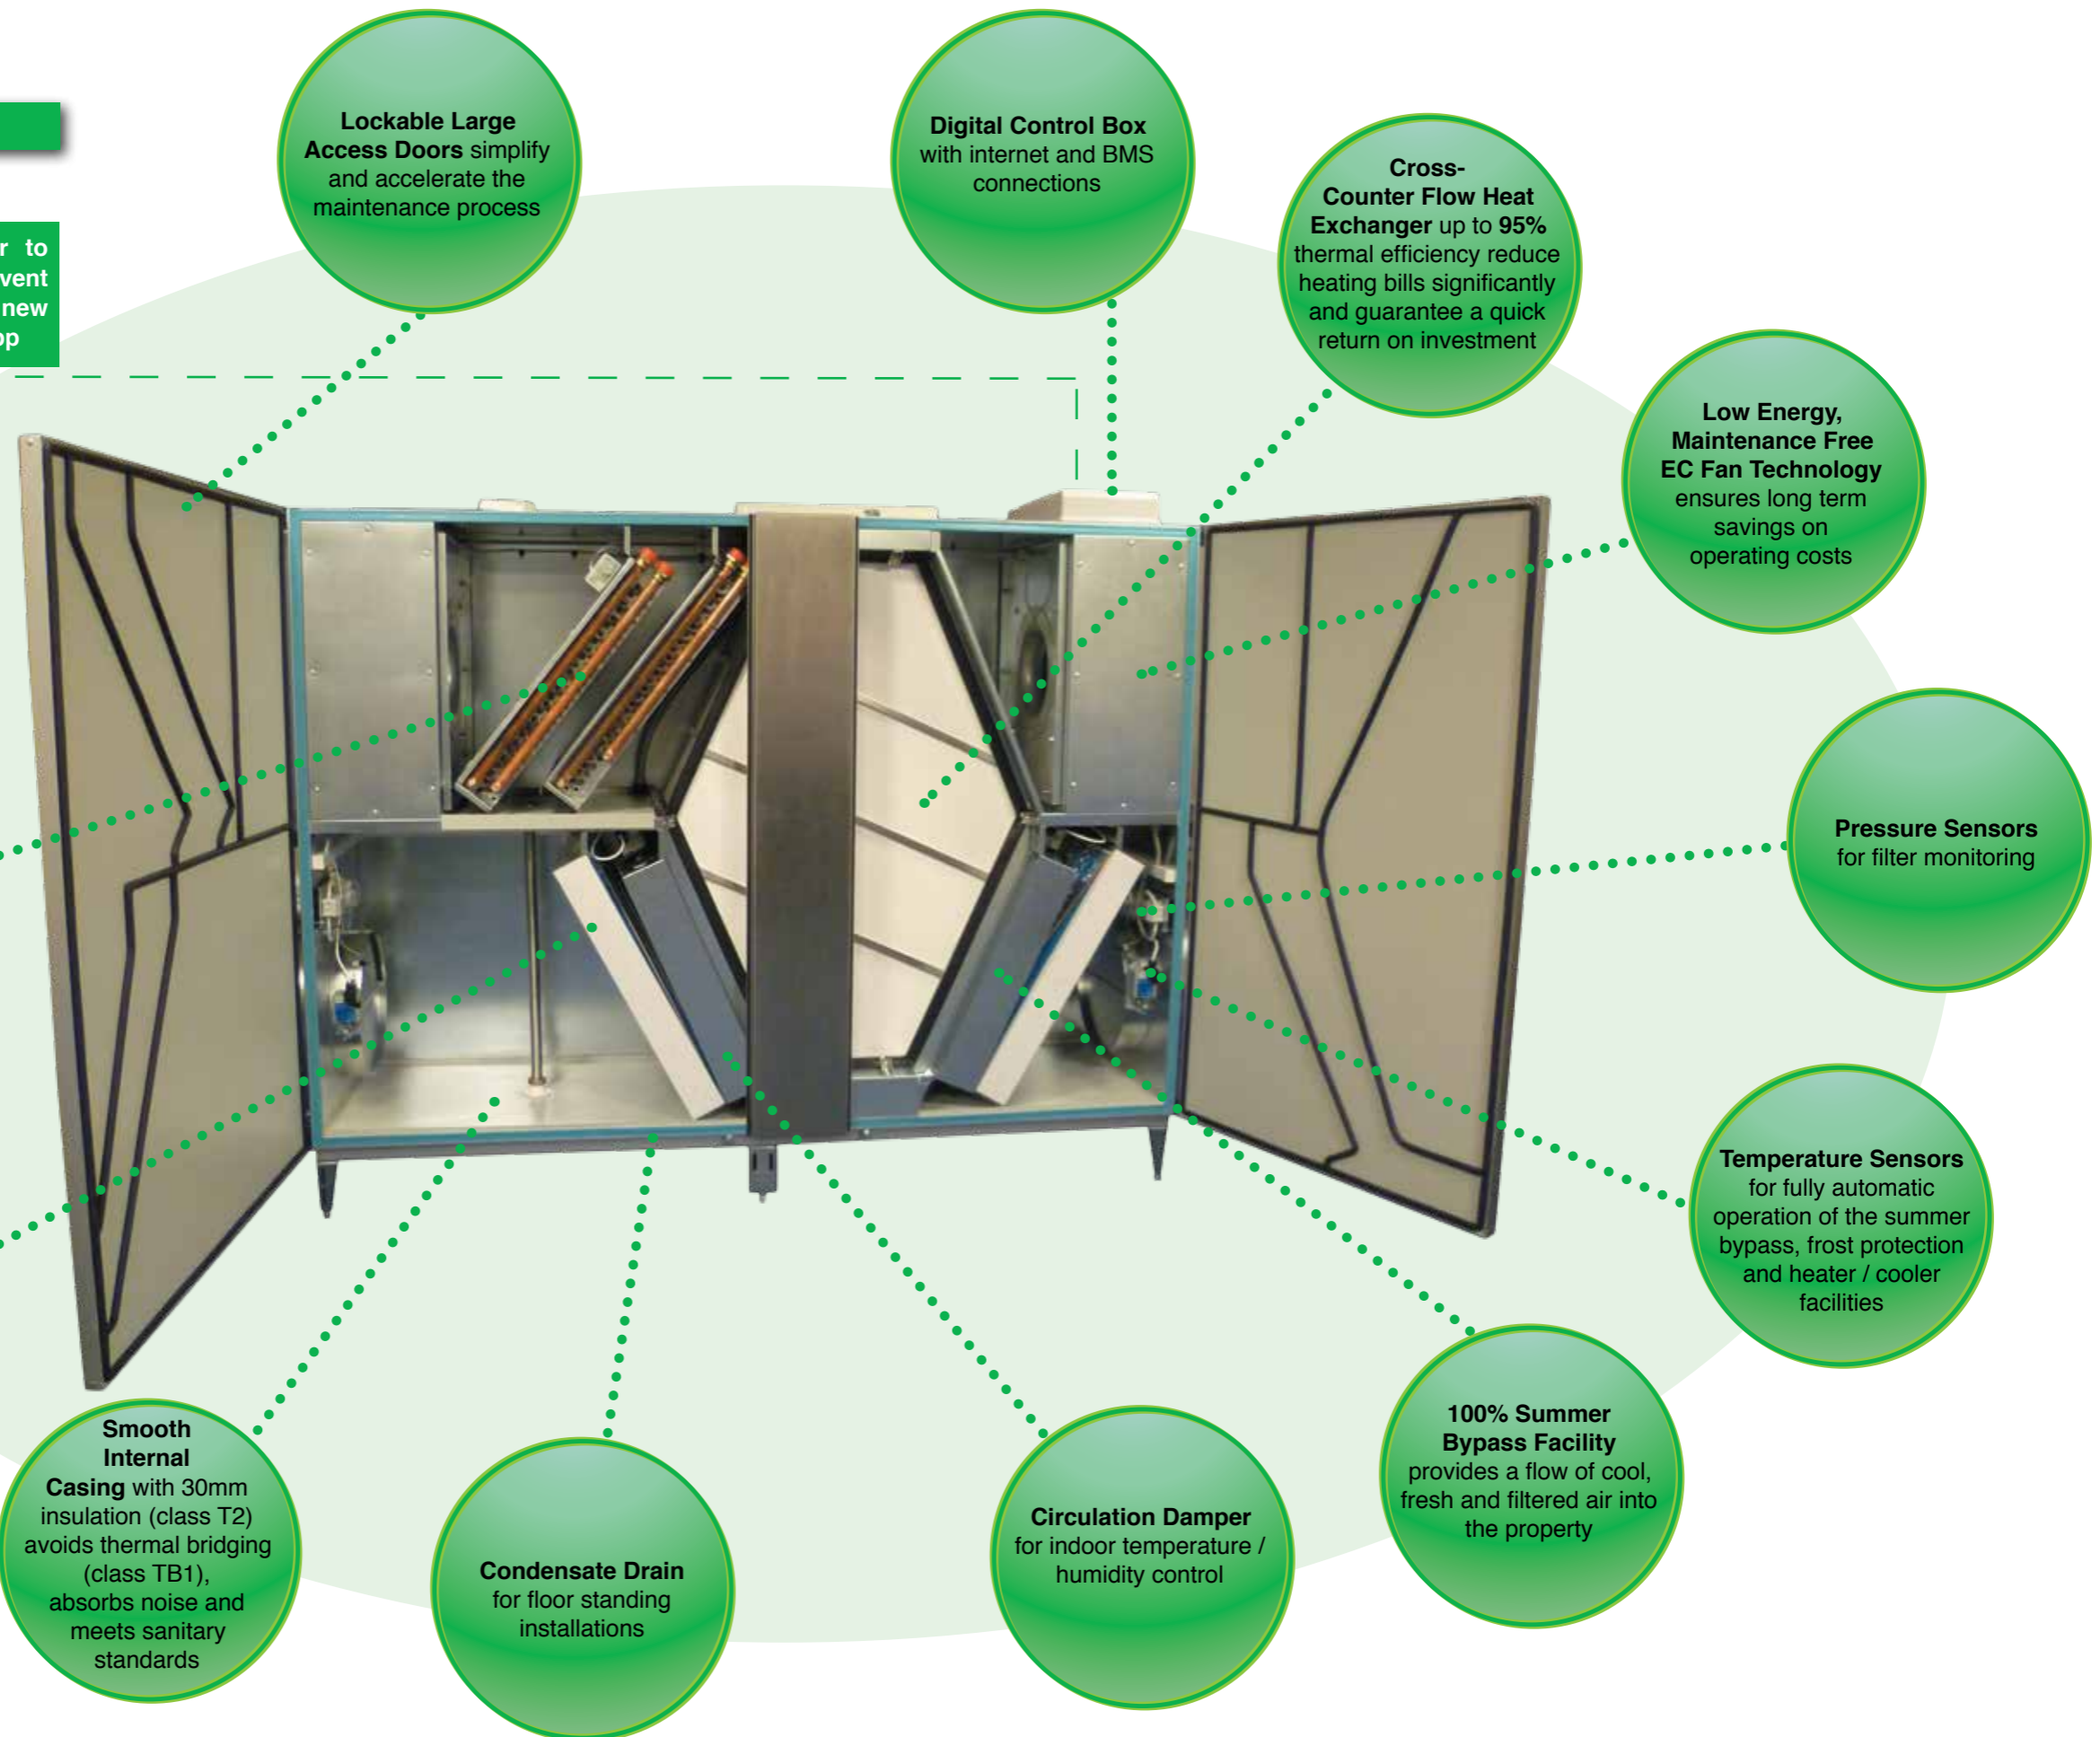 Lockable Large
Access Doors simplify
and accelerate the
maintenance process
Digital Control Box
with internet and BMS
connections
Cross-
Counter Flow Heat
Exchanger up to 95%
thermal efficiency reduce
heating bills significantly
and guarantee a quick
return on investment
to
new
Low Energy,
Maintenance Free
EC Fan Technology
ensures long term
savings on
operating costs
Pressure Sensors
for filter monitoring
Temperature Sensors
for fully automatic
operation of the summer
bypass, frost protection
and heater / cooler
facilities
100% Summer
Bypass Facility
provides a flow of cool,
fresh and filtered air into
the property
Circulation Damper
for indoor temperature /
humidity control
Condensate Drain
for floor standing
installations
Smooth
Internal
Casing with 30mm
insulation (class T2)
avoids thermal bridging
(class TB1),
absorbs noise and
meets sanitary
standards